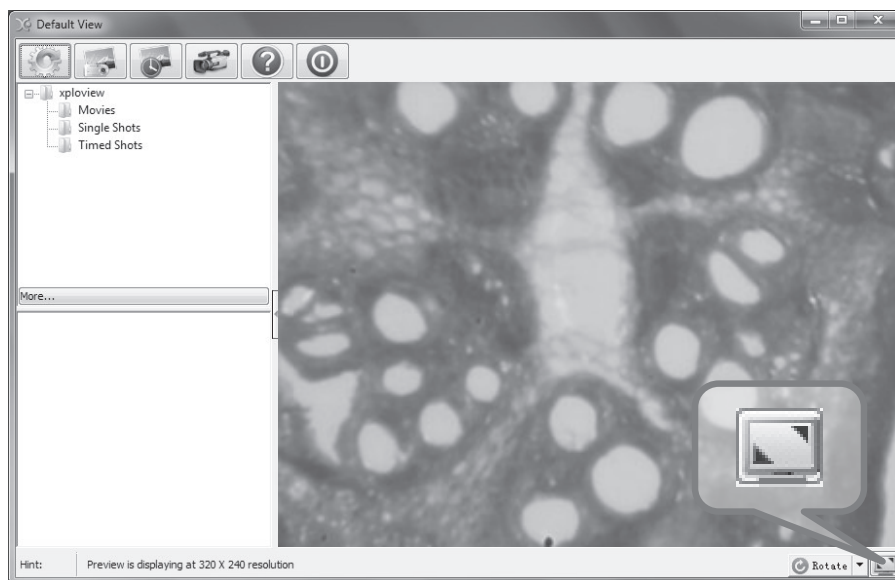 Default View
xploview
Movies
Single Shots
Timed Shots
More...
Hint: Preview is displaying at 320 X 240 resolution
Rotate